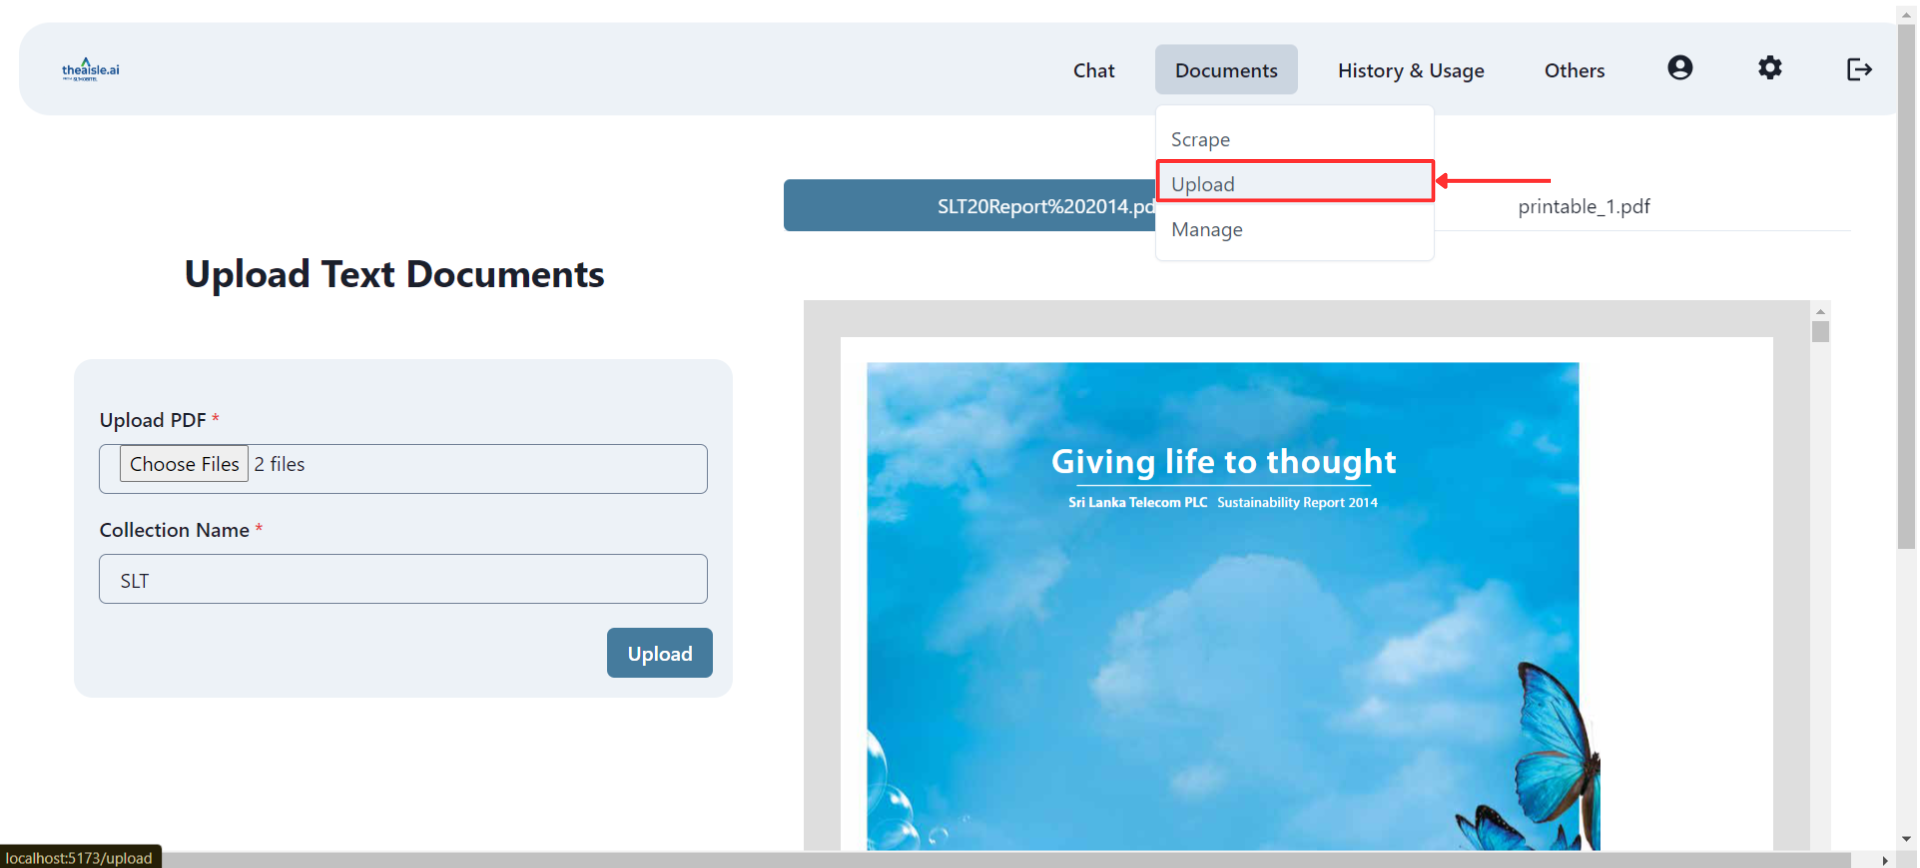 theaisle.ai
Chat
Documents
History & Usage
Others
Scrape
Upload
Manage
SLT20Report%202014.pd
printable_1.pdf
Upload Text Documents
Upload PDF *
Choose Files 2 files
Collection Name *
SLT
Upload
Giving life to thought
Sri Lanka Telecom PLC Sustainability Report 2014
localhost:5173/upload